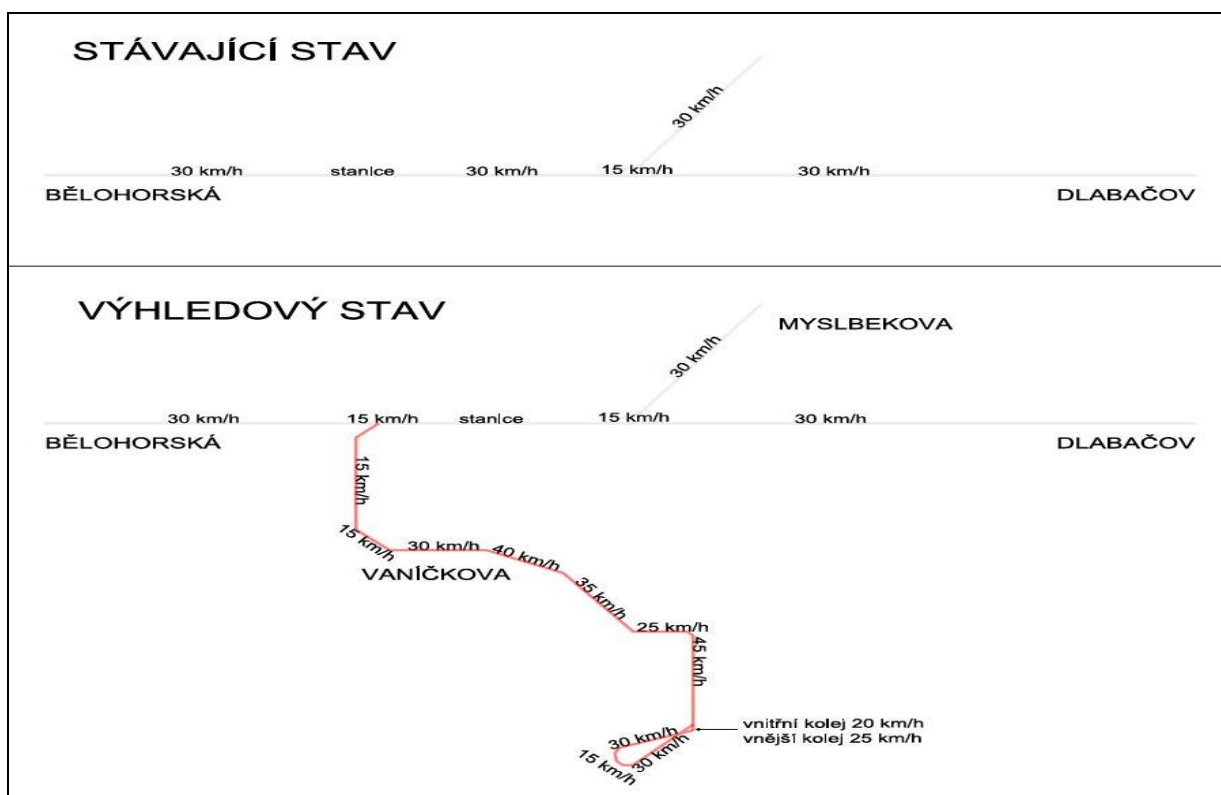 STÁVAJÍCÍ STAV
30 km/h
30 km/h
stanice
30 km/h
15 km/h
30 km/h
BĚLOHORSKÁ
DLABAČOV
VÝHLEDOVÝ STAV
MYSLBEKOVA
30 km/h
30 km/h
15 km/h
stanice
15 km/h
30 km/h
BĚLOHORSKÁ
DLABAČOV
15 km/h
15 km/h
30 km/h
40 km/h
VANÍČKOVA
35 km/h
25 km/h
45 km/h
vnitřní kolej 20 km/h
vnější kolej 25 km/h
30 km/h
15 km/h
30 km/h